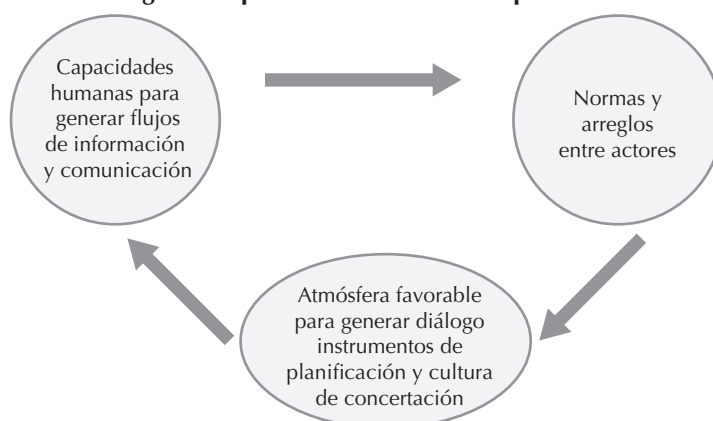 Capacidades
humanas para
generar flujos
de información
y comunicación
Normas y
arreglos
entre actores
Atmósfera favorable
para generar diálogo
instrumentos de
planificación y cultura
de concertación